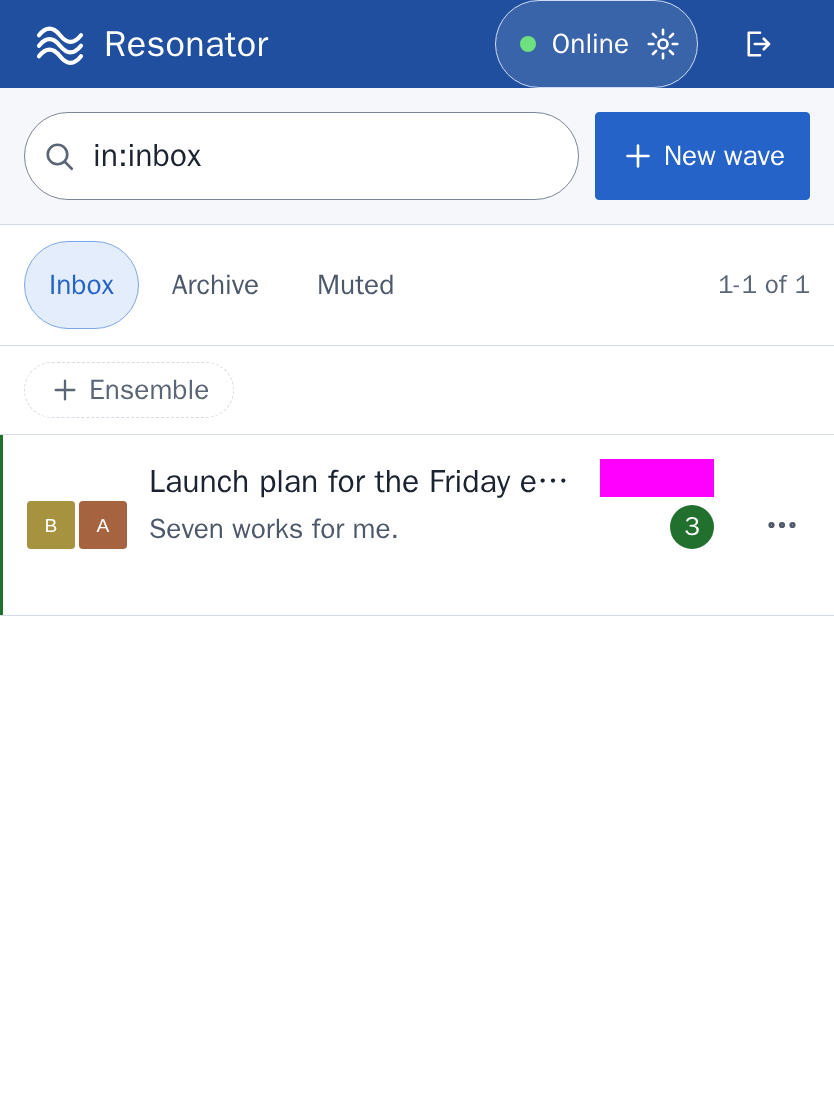 Resonator
Online
in:inbox
New wave
Inbox Archive Muted 1-1 of 1
Ensemble
Launch plan for the Friday e…
B A
Seven works for me. 3